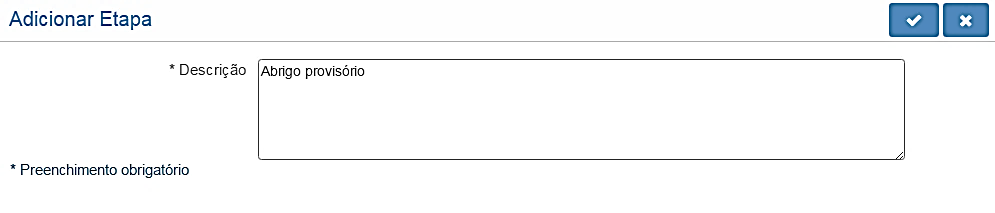 Adicionar Etapa
* Descrição
Abrigo provisório
* Preenchimento obrigatório